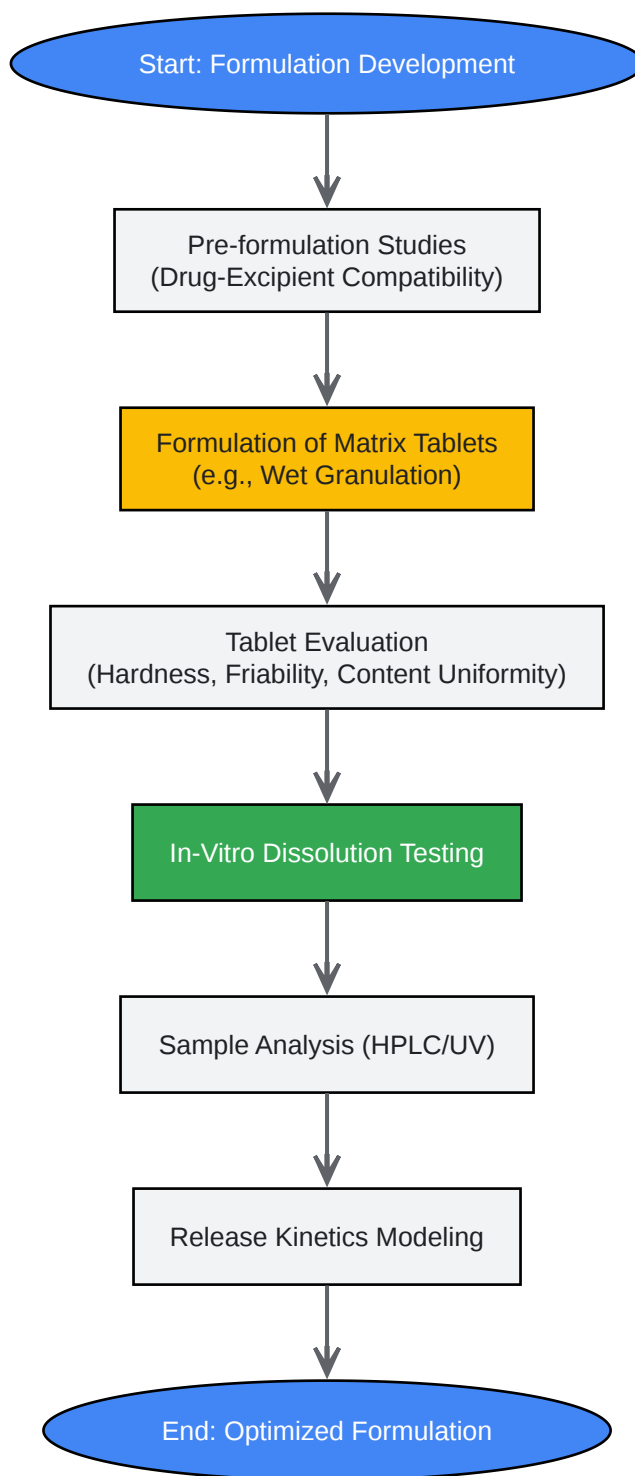 Start: Formulation Development
Pre-formulation Studies
(Drug-Excipient Compatibility)
Formulation of Matrix Tablets
(e.g., Wet Granulation)
Tablet Evaluation
(Hardness, Friability, Content Uniformity)
In-Vitro Dissolution Testing
Sample Analysis (HPLC/UV)
Release Kinetics Modeling
End: Optimized Formulation